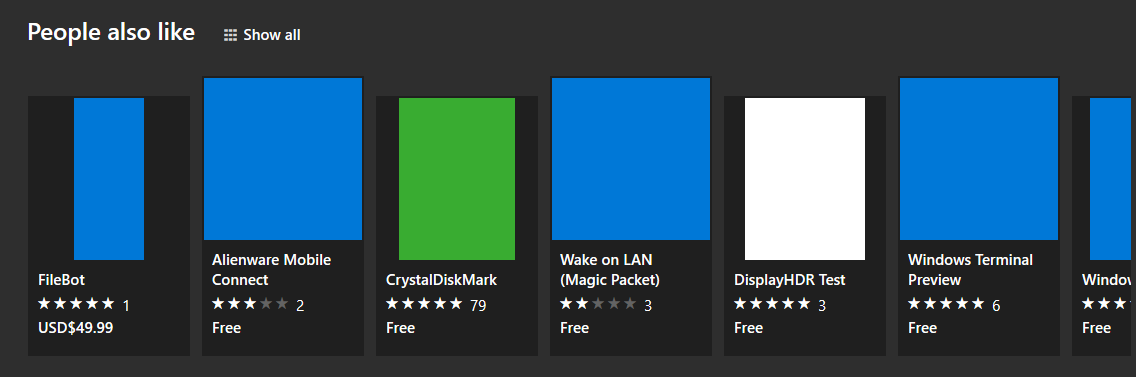 People also like
Show all
FileBot
★★★★★ 1
USD$49.99
Alienware Mobile
Connect
★★★★★ 2
Free
CrystalDiskMark
★★★★★ 79
Free
Wake on LAN
(Magic Packet)
★★★★★ 3
Free
DisplayHDR Test
★★★★★ 3
Free
Windows Terminal
Preview
★★★★★ 6
Free
Window
★★★
Free